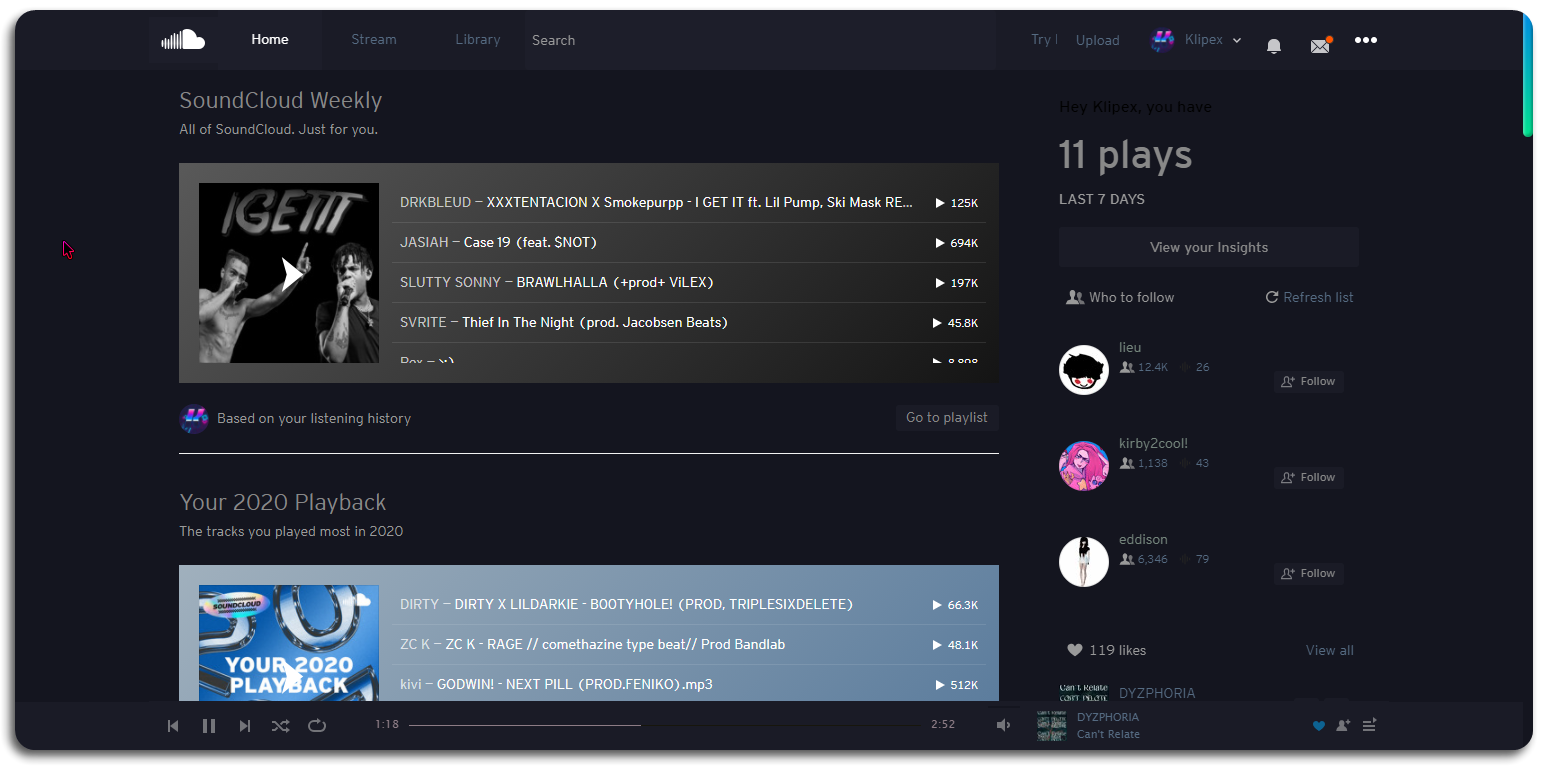 Home
Stream
Library
Search
Try
Upload
Klipex
SoundCloud Weekly
All of SoundCloud. Just for you.
IGETIT
DRKBLEUD – XXXTENTACION X Smokepurpp - I GET IT ft. Lil Pump, Ski Mask RE...
125K
JASIAH – Case 19 (feat. $NOT)
694K
SLUTTY SONNY – BRAWLHALLA (+prod+ ViLEX)
197K
SVRITE – Thief In The Night (prod. Jacobsen Beats)
45.8K
Based on your listening history
Go to playlist
Your 2020 Playback
The tracks you played most in 2020
SOUNDCLOUD
YOUR 2020
PLAYBACK
DIRTY – DIRTY X LILDARKIE - BOOTYHOLE! (PROD, TRIPLESIXDELETE)
66.3K
ZC K – ZC K - RAGE // comethazine type beat// Prod Bandlab
48.1K
kivi – GODWIN! - NEXT PILL (PROD.FENIKO).mp3
512K
Hey Klipex, you have
11 plays
LAST 7 DAYS
View your Insights
Who to follow
Refresh list
lieu
12.4K
26
Follow
kirby2cool!
1,138
43
Follow
eddison
6,346
79
Follow
119 likes
View all
Can't Relate
DYZPHORIA
1:18
2:52
DYZPHORIA
Can't Relate